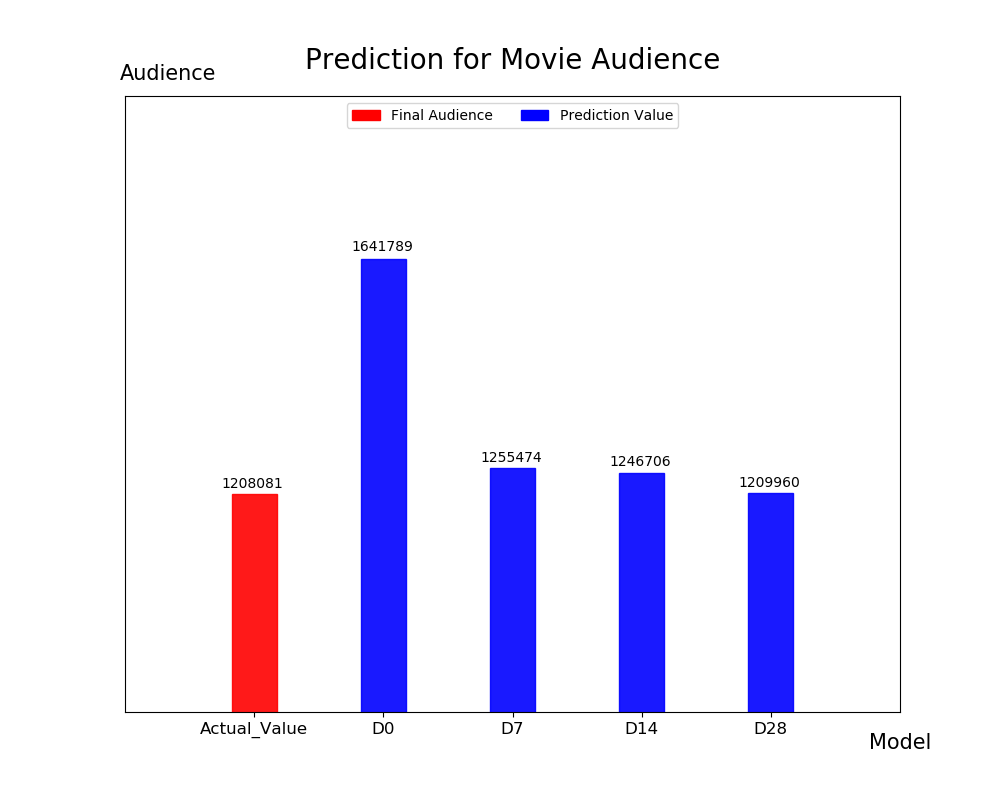 Prediction for Movie Audience
Audience
Final Audience
Prediction Value
1641789
1255474
1246706
1208081
1209960
Actual_Value
D0
D7
D14
D28
Model